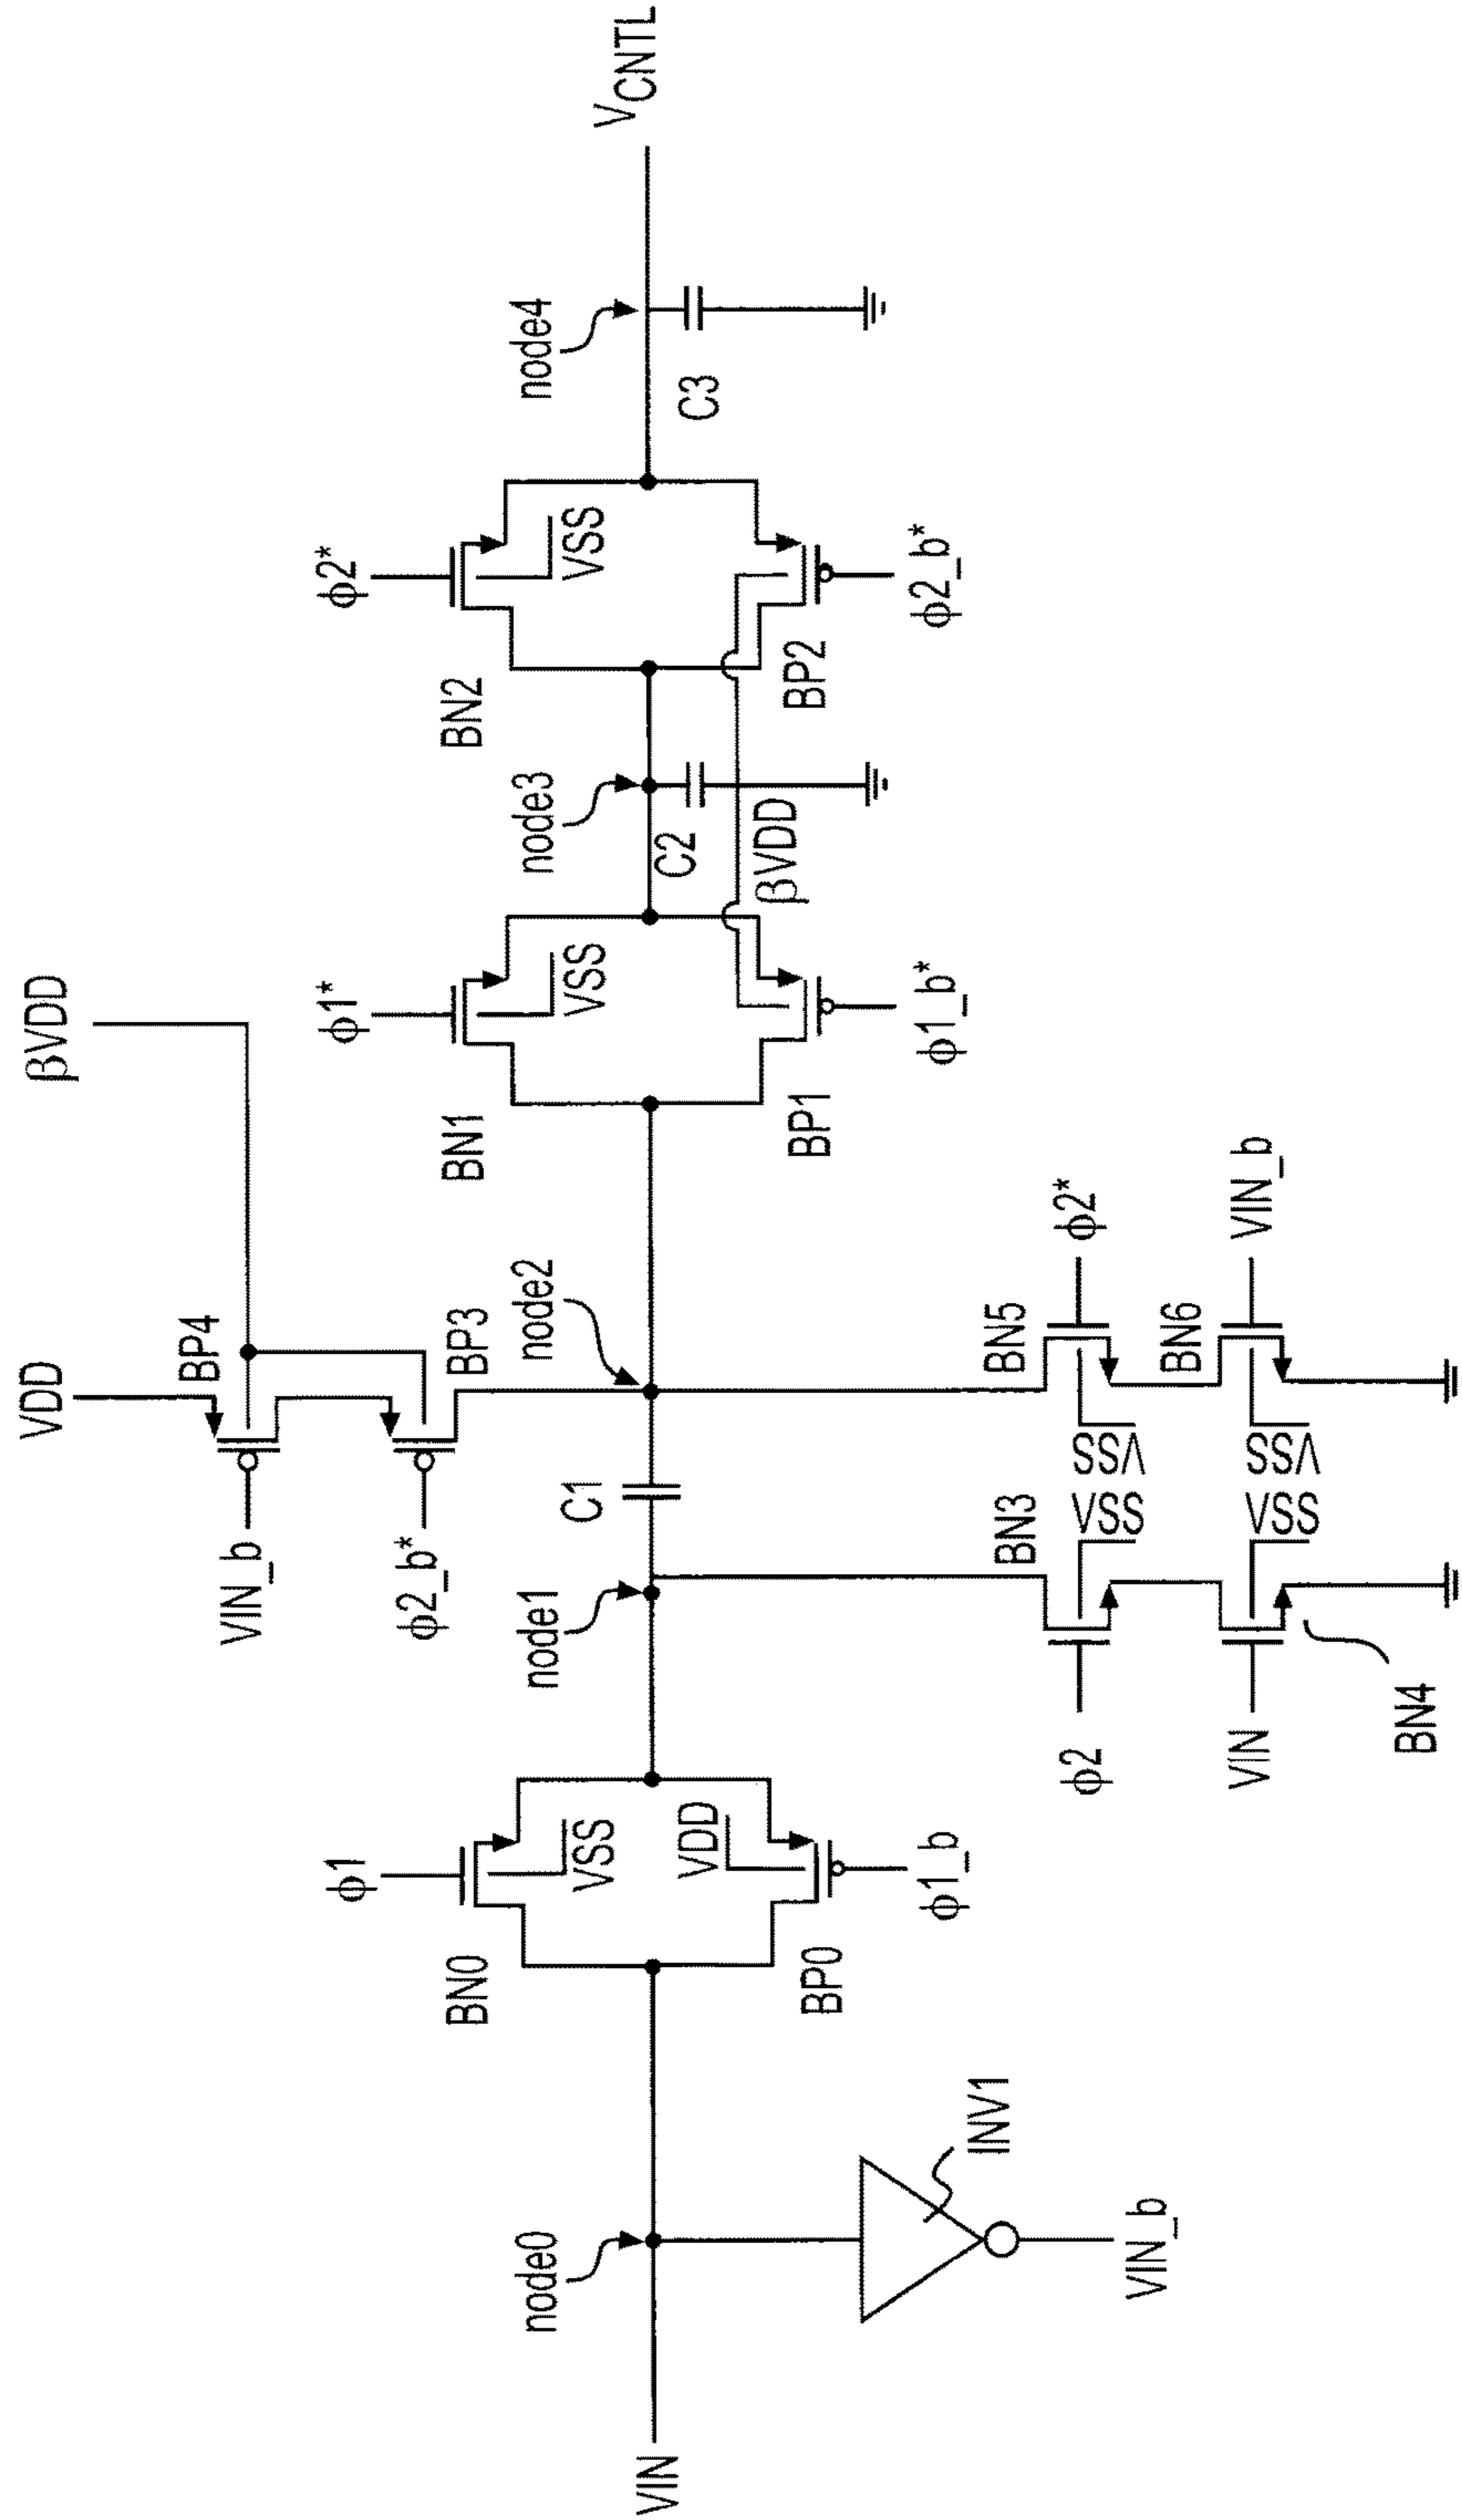 VIN
node0
INV1
VIN_b
BN0
ϕ1
VSS
VDD
BP0
ϕ1_b
node1
C1
VDD
BP4
βVDD
VIN_b
BP3
ϕ2_b*
node2
ϕ2
BN3
VSS
VIN
VSS
BN4
BN5
ϕ2*
VSS
BN6
VIN_b
VSS
BN1
ϕ1*
VSS
BP1
ϕ1_b*
node3
C2
βVDD
BN2
ϕ2*
VSS
BP2
ϕ2_b*
node4
C3
VCNTL